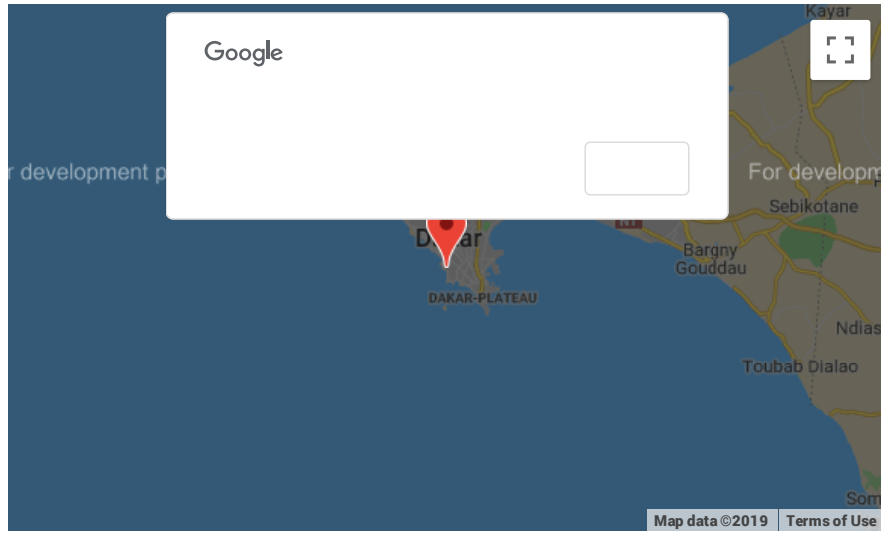 Kayar
Google
r development p
For developm
Sebikotane
N1
Bargny
Gouddau
DAKAR-PLATEAU
Ndias
Toubab Dialao
Som
Map data ©2019
Terms of Use